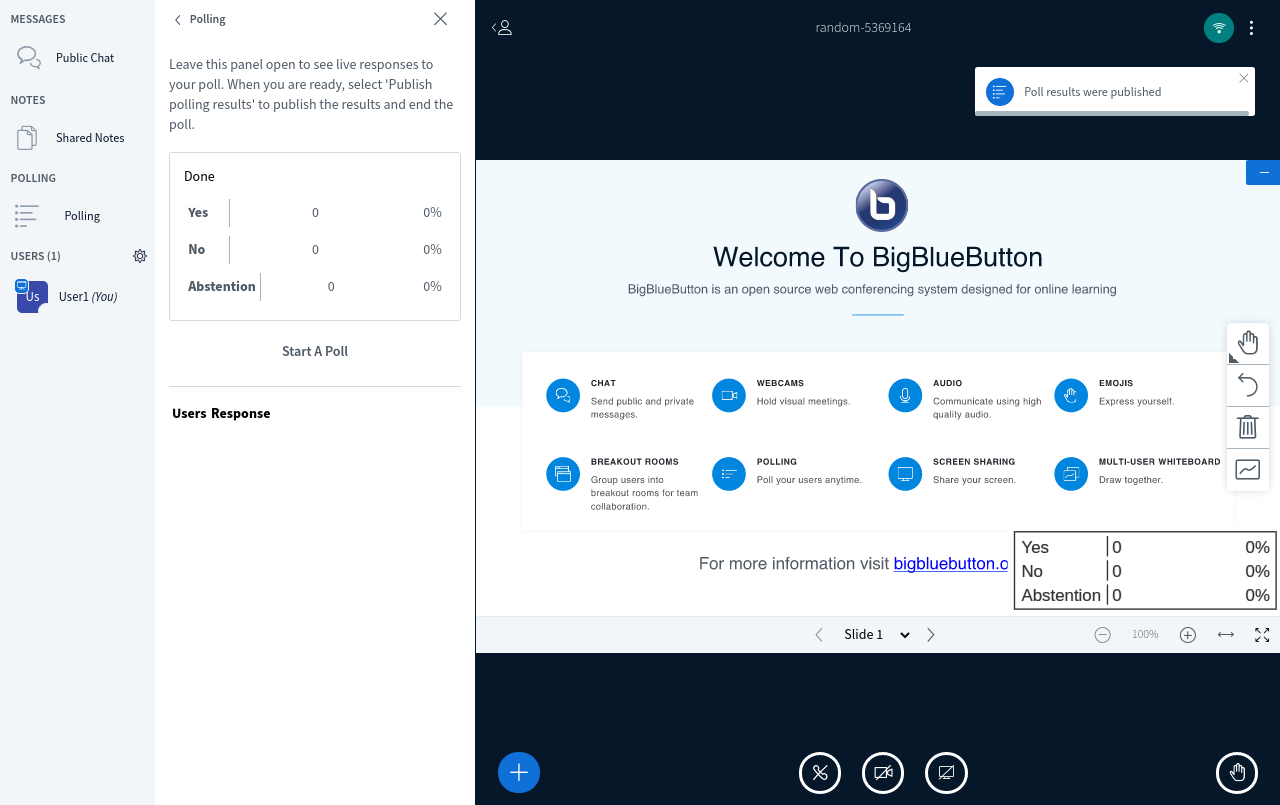 MESSAGES
Public Chat
NOTES
Shared Notes
POLLING
Polling
USERS (1)
Us
User1 (You)
Polling
Leave this panel open to see live responses to
your poll. When you are ready, select 'Publish
polling results' to publish the results and end the
poll.
Done
Yes 0 0%
No 0 0%
Abstention 0 0%
Start A Poll
Users Response
random-5369164
Poll results were published
b
Welcome To BigBlueButton
BigBlueButton is an open source web conferencing system designed for online learning
CHAT
Send public and private
messages.
WEBCAMS
Hold visual meetings.
AUDIO
Communicate using high
quality audio.
EMOJIS
Express yourself.
BREAKOUT ROOMS
Group users into
breakout rooms for team
collaboration.
POLLING
Poll your users anytime.
SCREEN SHARING
Share your screen.
MULTI-USER WHITEBOARD
Draw together.
For more information visit bigbluebutton.o
Yes 0 0%
No 0 0%
Abstention 0 0%
Slide 1
100%